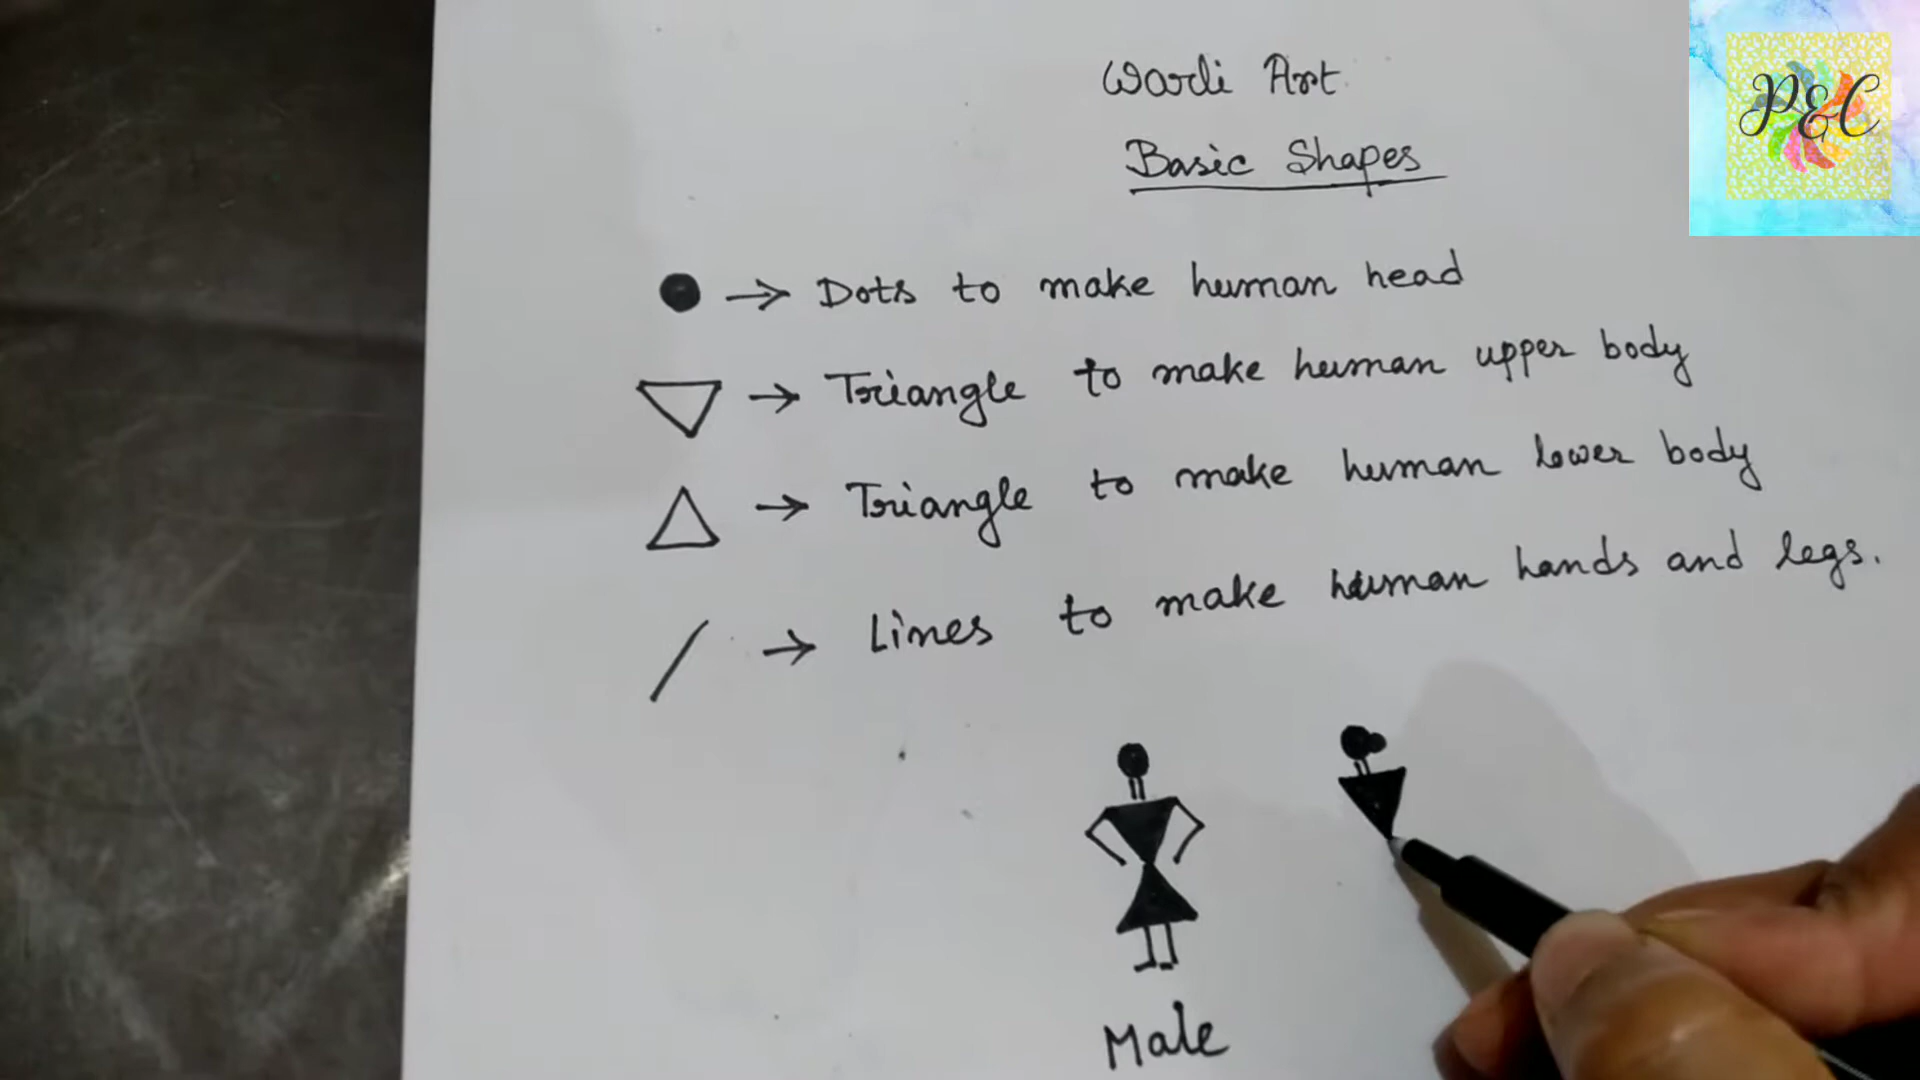 Warli Art
Basic Shapes
P&C
→ Dots to make human head
→ Triangle to make human upper body
→ Triangle to make human lower body
→ Lines to make human hands and legs.
Male